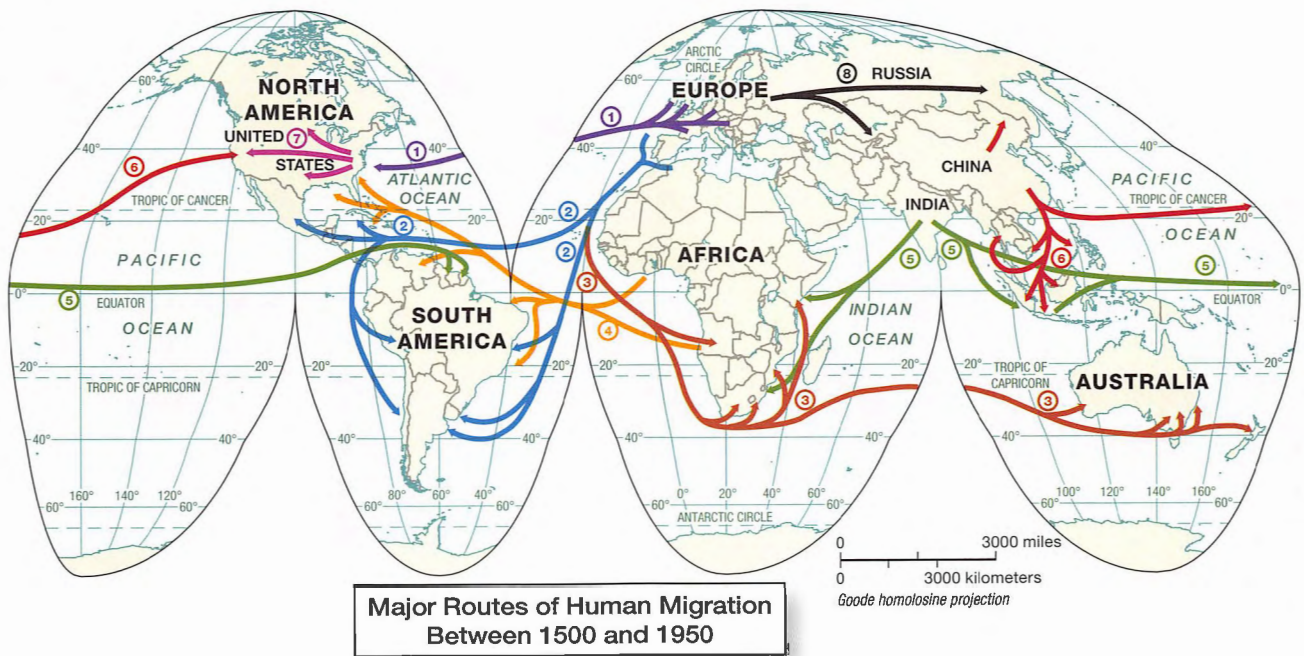 ARCTIC
CIRCLE
60°
60°
60°
60°
NORTH
AMERICA
EUROPE
8
RUSSIA
1
UNITED
7
STATES
1
40°
40°
40°
6
CHINA
ATLANTIC
OCEAN
PACIFIC
TROPIC OF CANCER
OCEAN
TROPIC OF CANCER
INDIA
20°
20°
20°
20°
2
2
2
PACIFIC
AFRICA
5
5
6
5
3
5
EQUATOR
0°
0°
0°
EQUATOR
OCEAN
SOUTH
AMERICA
4
INDIAN
OCEAN
20°
20°
20°
20°
TROPIC OF CAPRICORN
TROPIC OF
CAPRICORN
AUSTRALIA
3
3
40°
40°
40°
40°
160°
140°
120°
80°
60°
40°
0°
20°
40°
60°
100°
120°
140°
160°
60°
60°
60°
60°
60°
60°
ANTARCTIC CIRCLE
0
3000 miles
0
3000 kilometers
Goode homolosine projection
Major Routes of Human Migration
Between 1500 and 1950